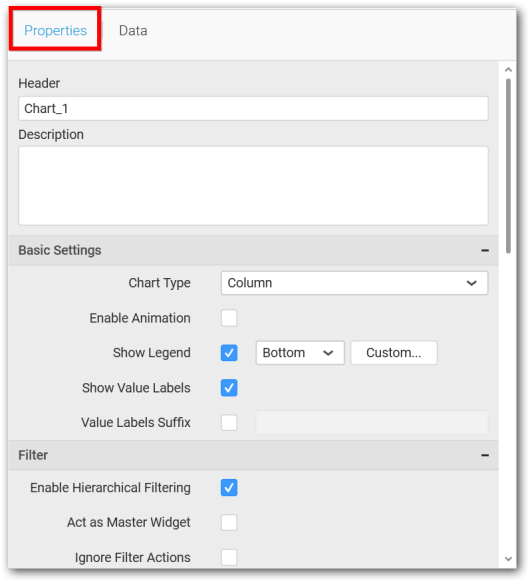 Properties Data
Header
Chart_1
Description
Basic Settings
Chart Type Column
Enable Animation
Show Legend Bottom Custom...
Show Value Labels
Value Labels Suffix
Filter
Enable Hierarchical Filtering
Act as Master Widget
Ignore Filter Actions